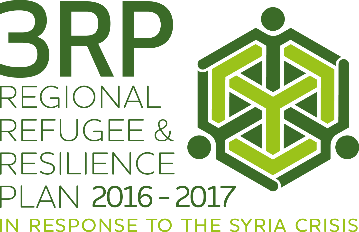 3RP
REGIONAL
REFUGEE &
RESILIENCE
PLAN 2016 - 2017
IN RESPONSE TO THE SYRIA CRISIS